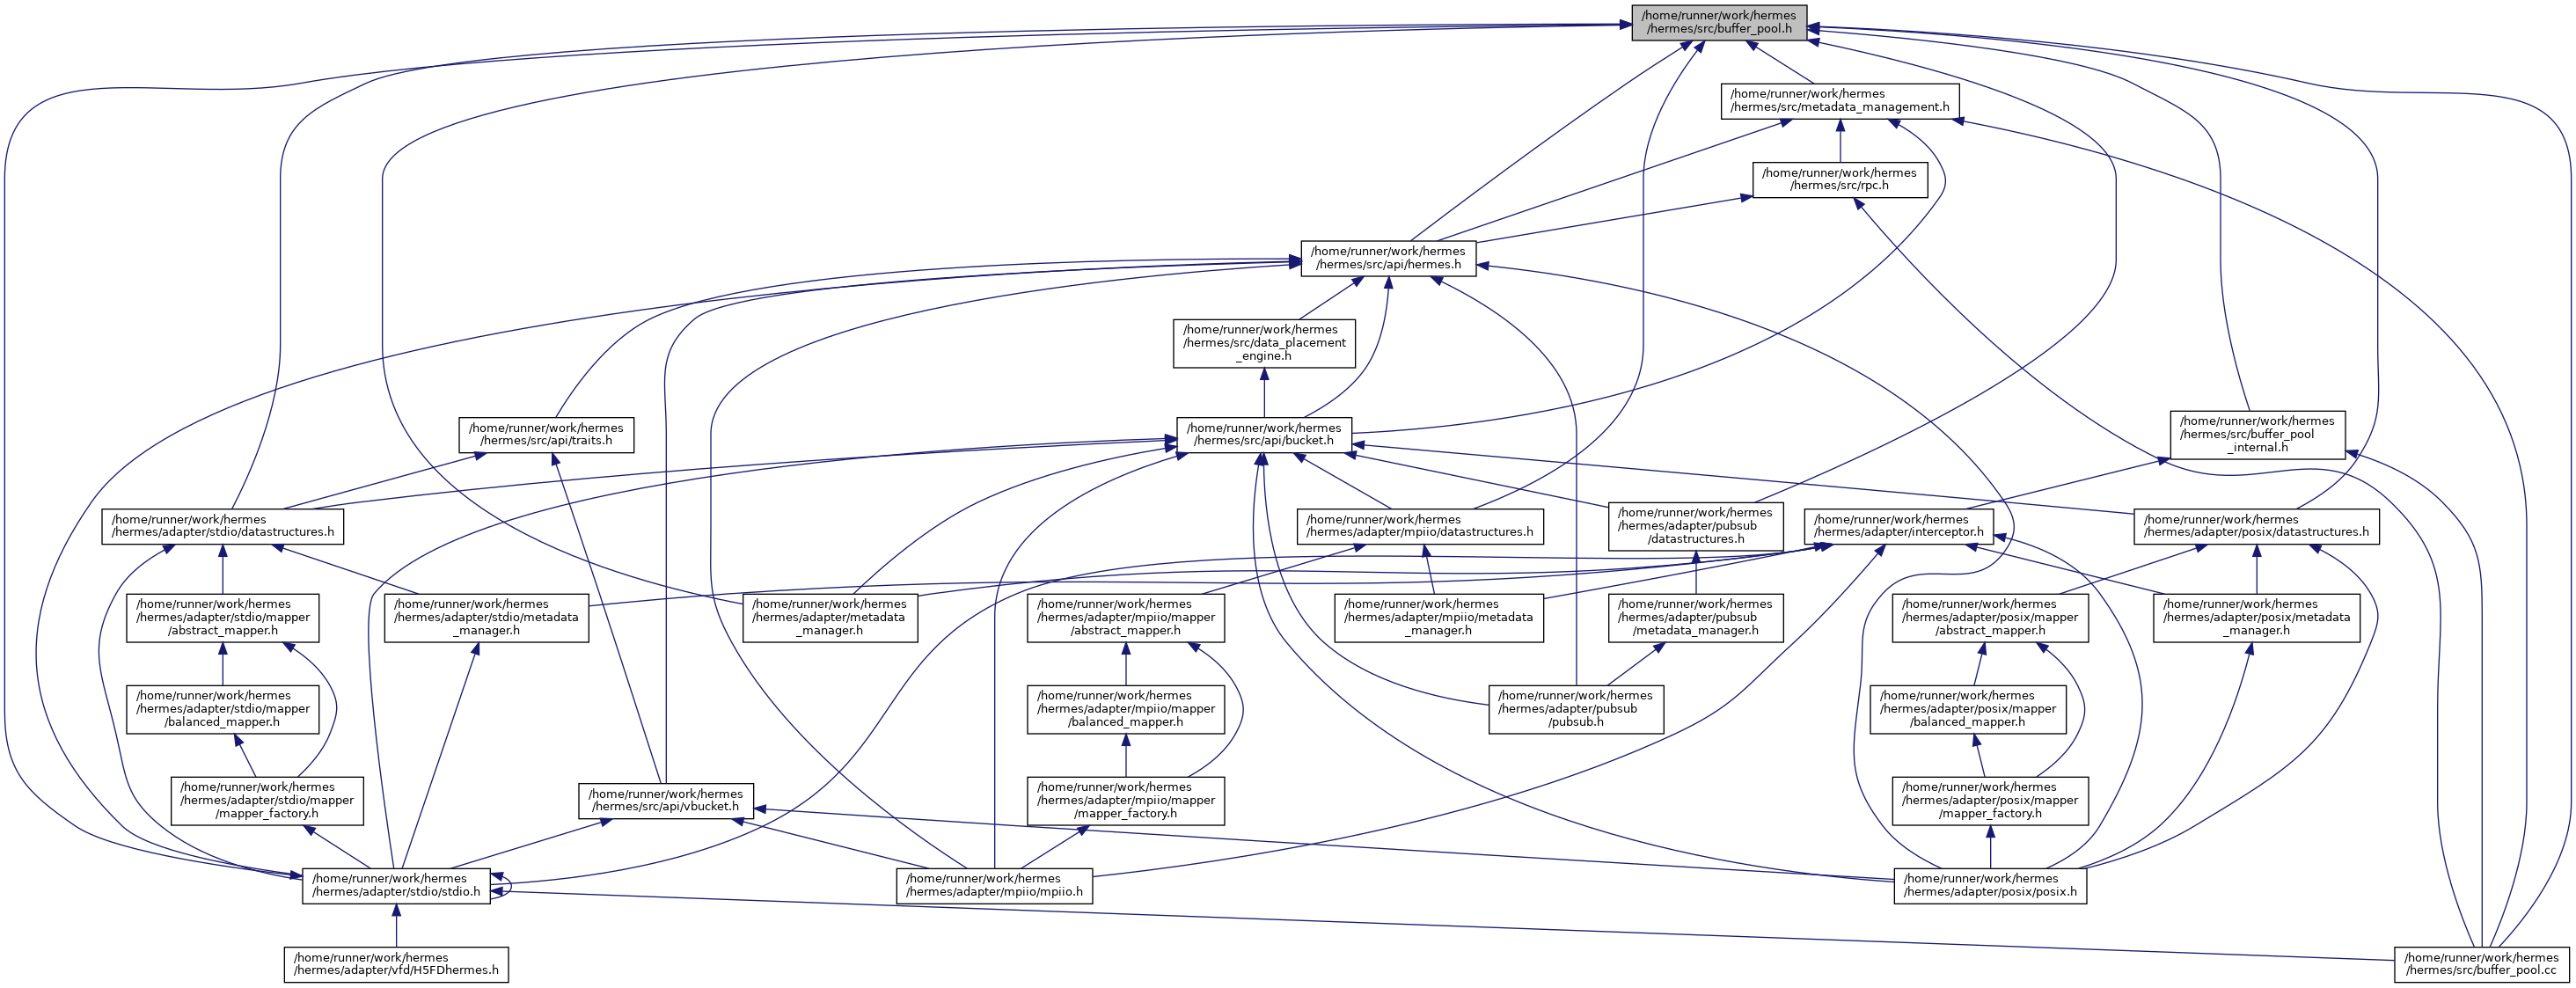 /home/runner/work/hermes
/hermes/src/buffer_pool.h
/home/runner/work/hermes
/hermes/src/metadata_management.h
/home/runner/work/hermes
/hermes/src/rpc.h
/home/runner/work/hermes
/hermes/src/api/hermes.h
/home/runner/work/hermes
/hermes/src/data_placement
_engine.h
/home/runner/work/hermes
/hermes/src/api/traits.h
/home/runner/work/hermes
/hermes/src/api/bucket.h
/home/runner/work/hermes
/hermes/src/buffer_pool
_internal.h
/home/runner/work/hermes
/hermes/adapter/stdio/datastructures.h
/home/runner/work/hermes
/hermes/adapter/mpiio/datastructures.h
/home/runner/work/hermes
/hermes/adapter/pubsub
/datastructures.h
/home/runner/work/hermes
/hermes/adapter/interceptor.h
/home/runner/work/hermes
/hermes/adapter/posix/datastructures.h
/home/runner/work/hermes
/hermes/adapter/stdio/mapper
/abstract_mapper.h
/home/runner/work/hermes
/hermes/adapter/stdio/metadata
_manager.h
/home/runner/work/hermes
/hermes/adapter/metadata
_manager.h
/home/runner/work/hermes
/hermes/adapter/mpiio/mapper
/abstract_mapper.h
/home/runner/work/hermes
/hermes/adapter/mpiio/metadata
_manager.h
/home/runner/work/hermes
/hermes/adapter/pubsub
/metadata_manager.h
/home/runner/work/hermes
/hermes/adapter/posix/mapper
/abstract_mapper.h
/home/runner/work/hermes
/hermes/adapter/posix/metadata
_manager.h
/home/runner/work/hermes
/hermes/adapter/stdio/mapper
/balanced_mapper.h
/home/runner/work/hermes
/hermes/adapter/mpiio/mapper
/balanced_mapper.h
/home/runner/work/hermes
/hermes/adapter/pubsub
/pubsub.h
/home/runner/work/hermes
/hermes/adapter/posix/mapper
/balanced_mapper.h
/home/runner/work/hermes
/hermes/adapter/stdio/mapper
/mapper_factory.h
/home/runner/work/hermes
/hermes/src/api/vbucket.h
/home/runner/work/hermes
/hermes/adapter/mpiio/mapper
/mapper_factory.h
/home/runner/work/hermes
/hermes/adapter/posix/mapper
/mapper_factory.h
/home/runner/work/hermes
/hermes/adapter/stdio/stdio.h
/home/runner/work/hermes
/hermes/adapter/mpiio/mpiio.h
/home/runner/work/hermes
/hermes/adapter/posix/posix.h
/home/runner/work/hermes
/hermes/adapter/vfd/H5FDhermes.h
/home/runner/work/hermes
/hermes/src/buffer_pool.cc